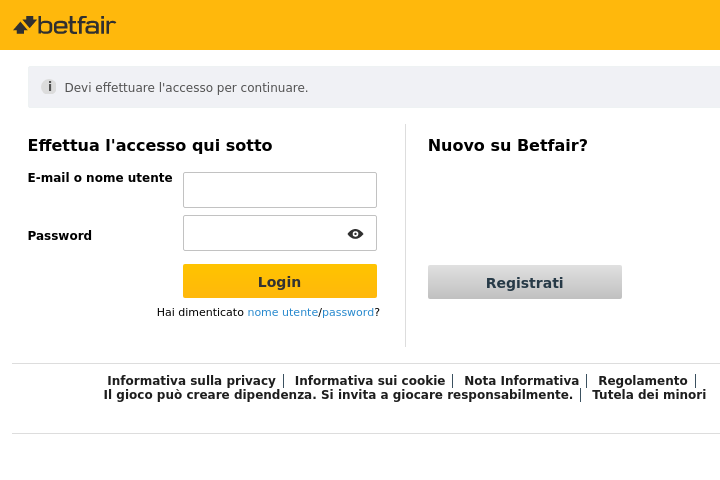 betfair
Devi effettuare l'accesso per continuare.
Effettua l'accesso qui sotto
Nuovo su Betfair?
E-mail o nome utente
Password
Login
Registrati
Hai dimenticato nome utente/password?
Informativa sulla privacy | Informativa sui cookie | Nota Informativa | Regolamento |
Il gioco può creare dipendenza. Si invita a giocare responsabilmente. | Tutela dei minori